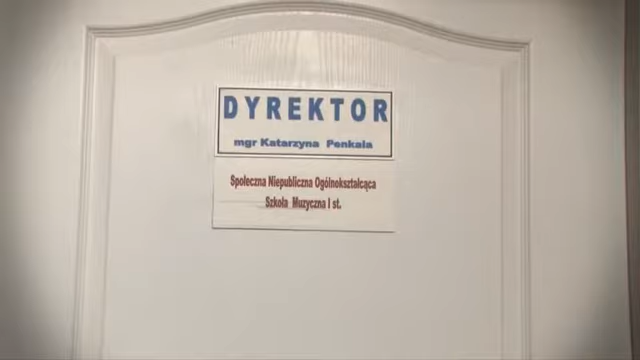 DYREKTOR
mgr Katarzyna Penkala
Społeczna Niepubliczna Ogólnokształcąca
Szkoła Muzyczna I st.